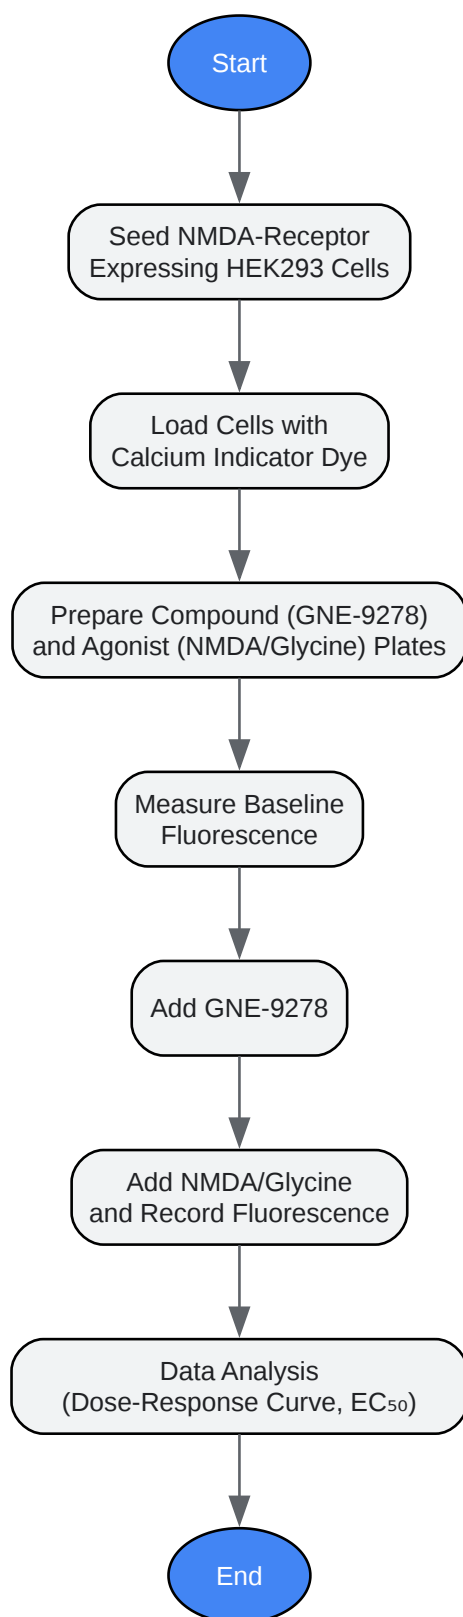 Start
Seed NMDA-Receptor
Expressing HEK293 Cells
Load Cells with
Calcium Indicator Dye
Prepare Compound (GNE-9278)
and Agonist (NMDA/Glycine) Plates
Measure Baseline
Fluorescence
Add GNE-9278
Add NMDA/Glycine
and Record Fluorescence
Data Analysis
(Dose-Response Curve, EC₅₀)
End